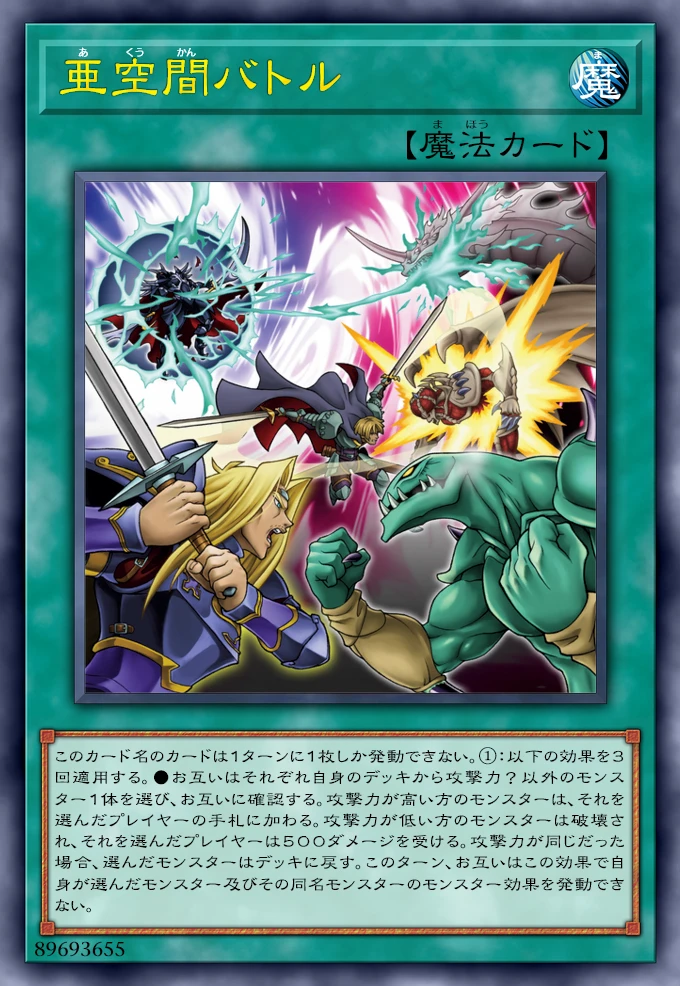 あ くう かん
亜空間バトル
ま
魔
ま ほう
【魔法カード】
このカード名のカードは1ターンに1枚しか発動できない。①:以下の効果を3
回適用する。●お互いはそれぞれ自身のデッキから攻撃力?以外のモンス
ター1体を選び、お互いに確認する。攻撃力が高い方のモンスターは、それを
選んだプレイヤーの手札に加わる。攻撃力が低い方のモンスターは破壊さ
れ、それを選んだプレイヤーは500ダメージを受ける。攻撃力が同じだった
場合、選んだモンスターはデッキに戻す。このターン、お互いはこの効果で自
身が選んだモンスター及びその同名モンスターのモンスター効果を発動でき
ない。
89693655